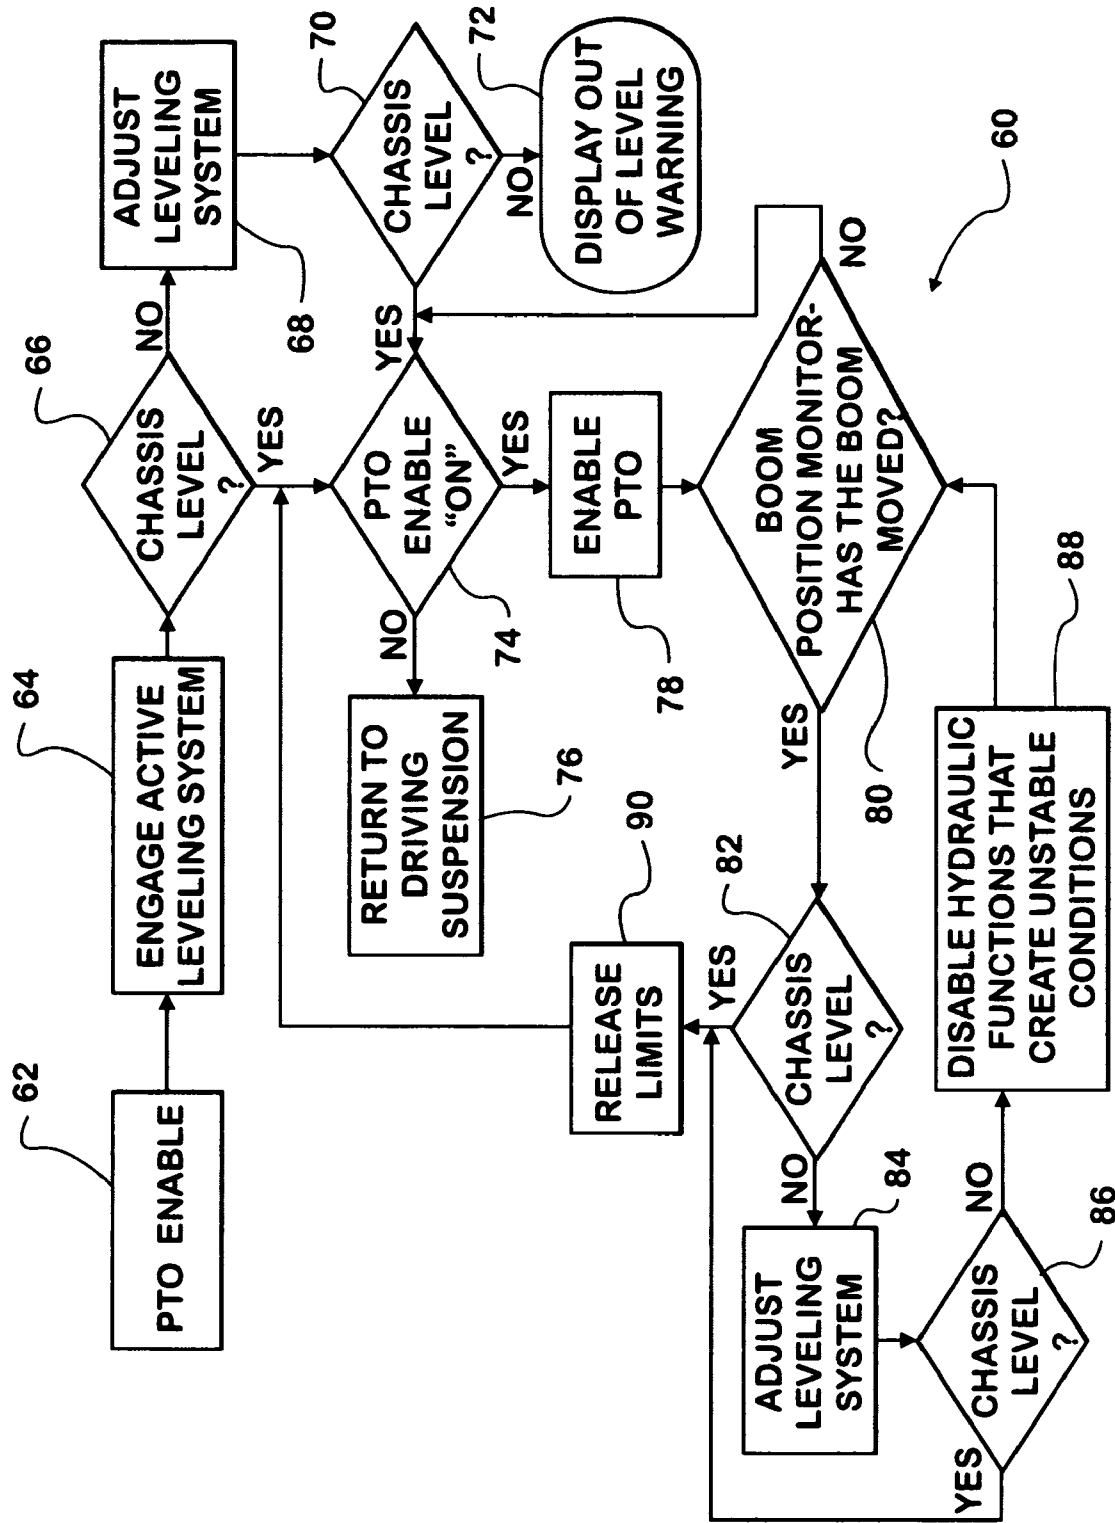 62
PTO ENABLE
64
ENGAGE ACTIVE
LEVELING SYSTEM
66
CHASSIS
LEVEL
?
NO
YES
ADJUST
LEVELING
SYSTEM
68
70
CHASSIS
LEVEL
?
YES
NO
72
DISPLAY OUT
OF LEVEL
WARNING
PTO
ENABLE
“ON”
74
NO
YES
RETURN TO
DRIVING
SUSPENSION
76
ENABLE
PTO
78
BOOM
POSITION MONITOR-
HAS THE BOOM
MOVED?
NO
YES
80
82
CHASSIS
LEVEL
?
YES
NO
RELEASE
LIMITS
90
ADJUST
LEVELING
SYSTEM
84
CHASSIS
LEVEL
?
86
YES
NO
DISABLE HYDRAULIC
FUNCTIONS THAT
CREATE UNSTABLE
CONDITIONS
88
60